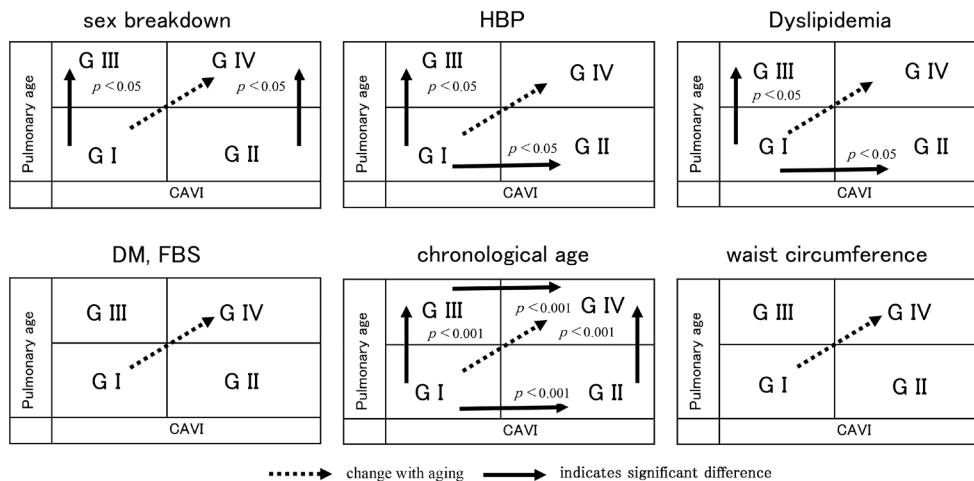 sex breakdown
G III
G IV
p<0.05
p<0.05
G I
G II
Pulmonary age
CAVI
HBP
G III
G IV
p<0.05
G I
G II
p<0.05
Pulmonary age
CAVI
Dyslipidemia
G III
G IV
p<0.05
G I
G II
p<0.05
Pulmonary age
CAVI
DM, FBS
G III
G IV
G I
G II
Pulmonary age
CAVI
chronological age
G III
G IV
p<0.001
p<0.001
p<0.001
G I
G II
p<0.001
Pulmonary age
CAVI
waist circumference
G III
G IV
G I
G II
Pulmonary age
CAVI
change with aging
indicates significant difference